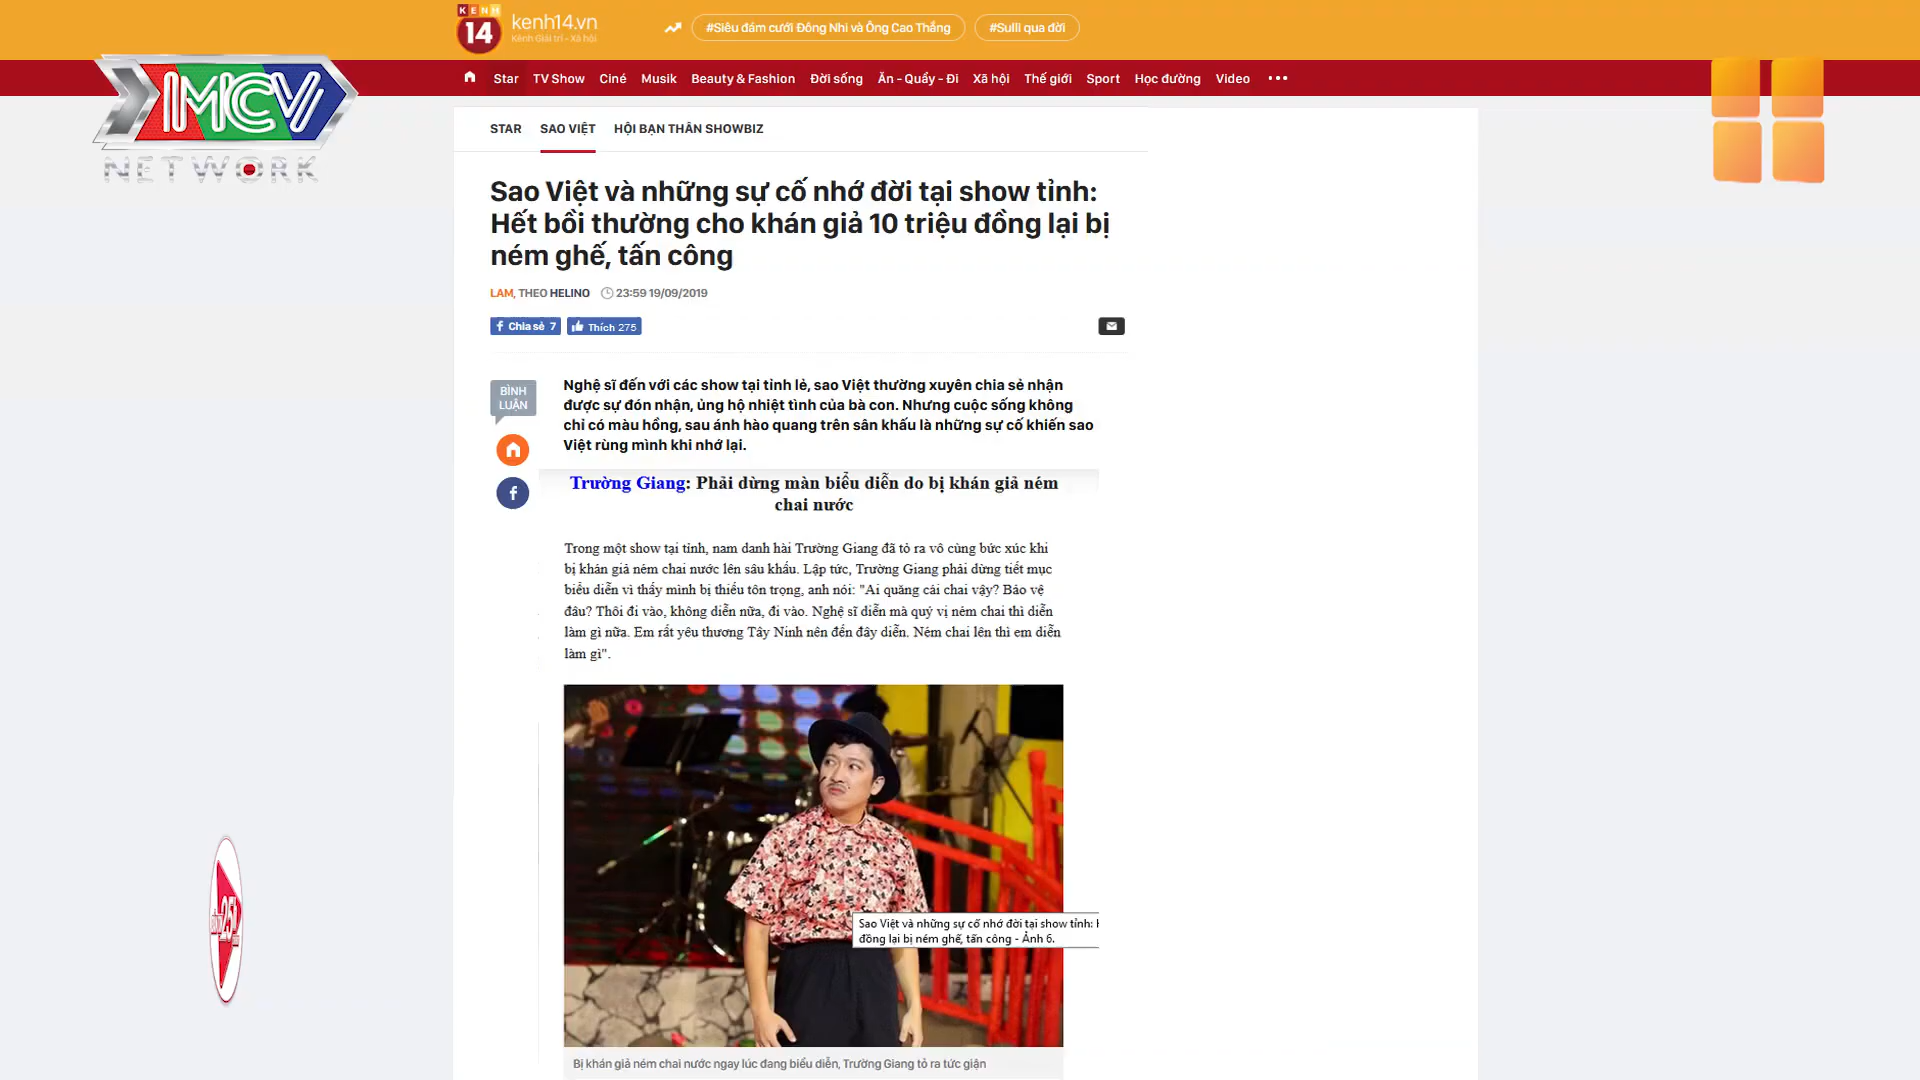 KENH
14
kenh14.vn
Kênh Giải trí - Xã hội
#Siêu đám cưới Đông Nhi và Ông Cao Thắng
#Sulli qua đời
MCV
NETWORK
Star TV Show Ciné Musik Beauty & Fashion Đời sống Ăn - Quẩy - Đi Xã hội Thế giới Sport Học đường Video
STAR SAO VIỆT HỘI BẠN THÂN SHOWBIZ
Sao Việt và những sự cố nhớ đời tại show tỉnh:
Hết bồi thường cho khán giả 10 triệu đồng lại bị
ném ghế, tấn công
LAM, THEO HELINO 23:59 19/09/2019
Chia sẻ 7 Thích 275
BÌNH
LUẬN
Nghệ sĩ đến với các show tại tỉnh lẻ, sao Việt thường xuyên chia sẻ nhận
được sự đón nhận, ủng hộ nhiệt tình của bà con. Nhưng cuộc sống không
chỉ có màu hồng, sau ánh hào quang trên sân khấu là những sự cố khiến sao
Việt rùng mình khi nhớ lại.
Trường Giang: Phải dừng màn biểu diễn do bị khán giả ném
chai nước
Trong một show tại tỉnh, nam danh hài Trường Giang đã tỏ ra vô cùng bức xúc khi
bị khán giả ném chai nước lên sâu khấu. Lập tức, Trường Giang phải dừng tiết mục
biểu diễn vì thấy mình bị thiếu tôn trọng, anh nói: "Ai quăng cái chai vậy? Bảo vệ
đâu? Thôi đi vào, không diễn nữa, đi vào. Nghệ sĩ diễn mà quý vị ném chai thì diễn
làm gì nữa. Em rất yêu thương Tây Ninh nên đến đây diễn. Ném chai lên thì em diễn
làm gì".
Sao Việt và những sự cố nhớ đời tại show tỉnh:
đồng lại bị ném ghế, tấn công - Ảnh 6.
Bị khán giả ném chai nước ngay lúc đang biểu diễn, Trường Giang tỏ ra tức giận